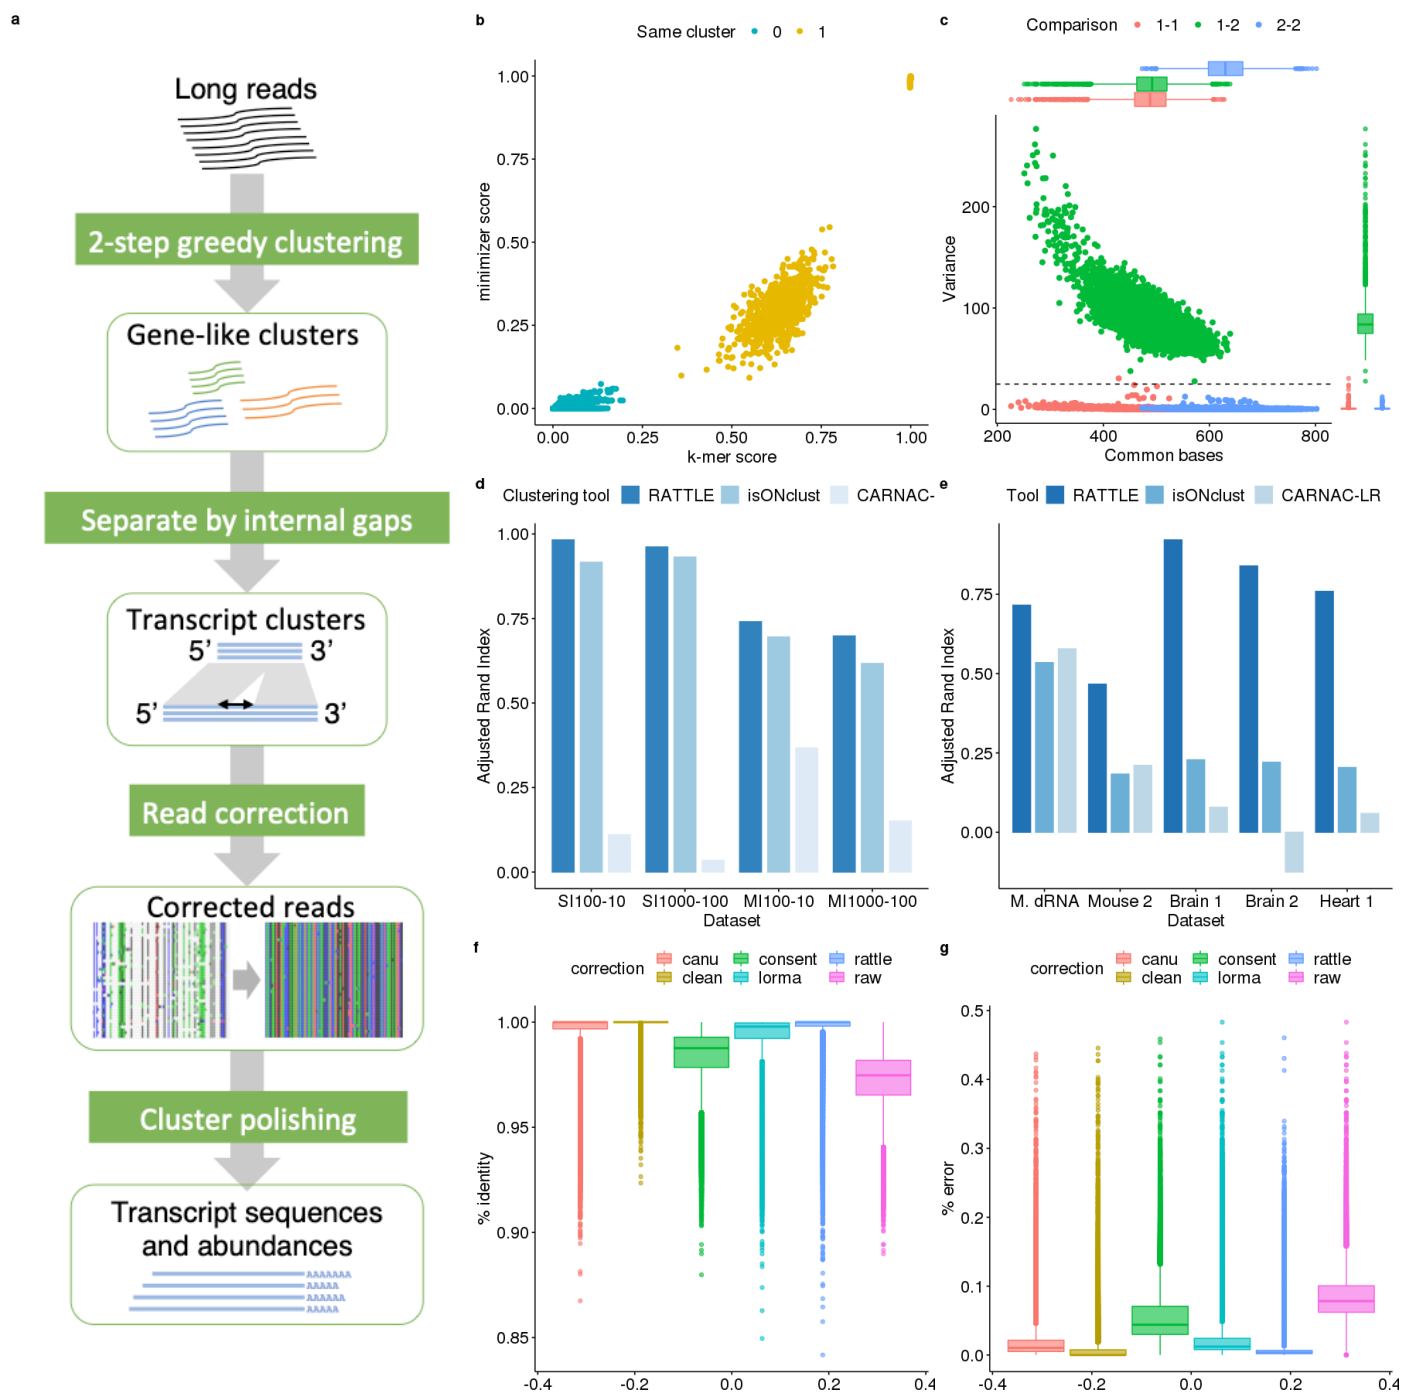 a
Long reads
2-step greedy clustering
Gene-like clusters
Separate by internal gaps
Transcript clusters
5’ 3’
5’ 3’
Read correction
Corrected reads
Cluster polishing
Transcript sequences
and abundances
AAAAAAA
AAAAA
AAAAAA
AAAAA
b
Same cluster 0 1
minimizer score
1.00
0.75
0.50
0.25
0.00
0.00 0.25 0.50 0.75 1.00
k-mer score
c
Comparison 1-1 1-2 2-2
Variance
200
100
0
200 400 600 800
Common bases
d
Clustering tool RATTLE isONclust CARNAC-
Adjusted Rand Index
1.00
0.75
0.50
0.25
0.00
SI100-10 SI1000-100 MI100-10 MI1000-100
Dataset
e
Tool RATTLE isONclust CARNAC-LR
Adjusted Rand Index
0.75
0.50
0.25
0.00
M. dRNA Mouse 2 Brain 1 Brain 2 Heart 1
Dataset
f
correction canu consent rattle
clean lorma raw
% identity
1.00
0.95
0.90
0.85
-0.4 -0.2 0.0 0.2 0.4
g
correction canu consent rattle
clean lorma raw
% error
0.5
0.4
0.3
0.2
0.1
0.0
-0.4 -0.2 0.0 0.2 0.4